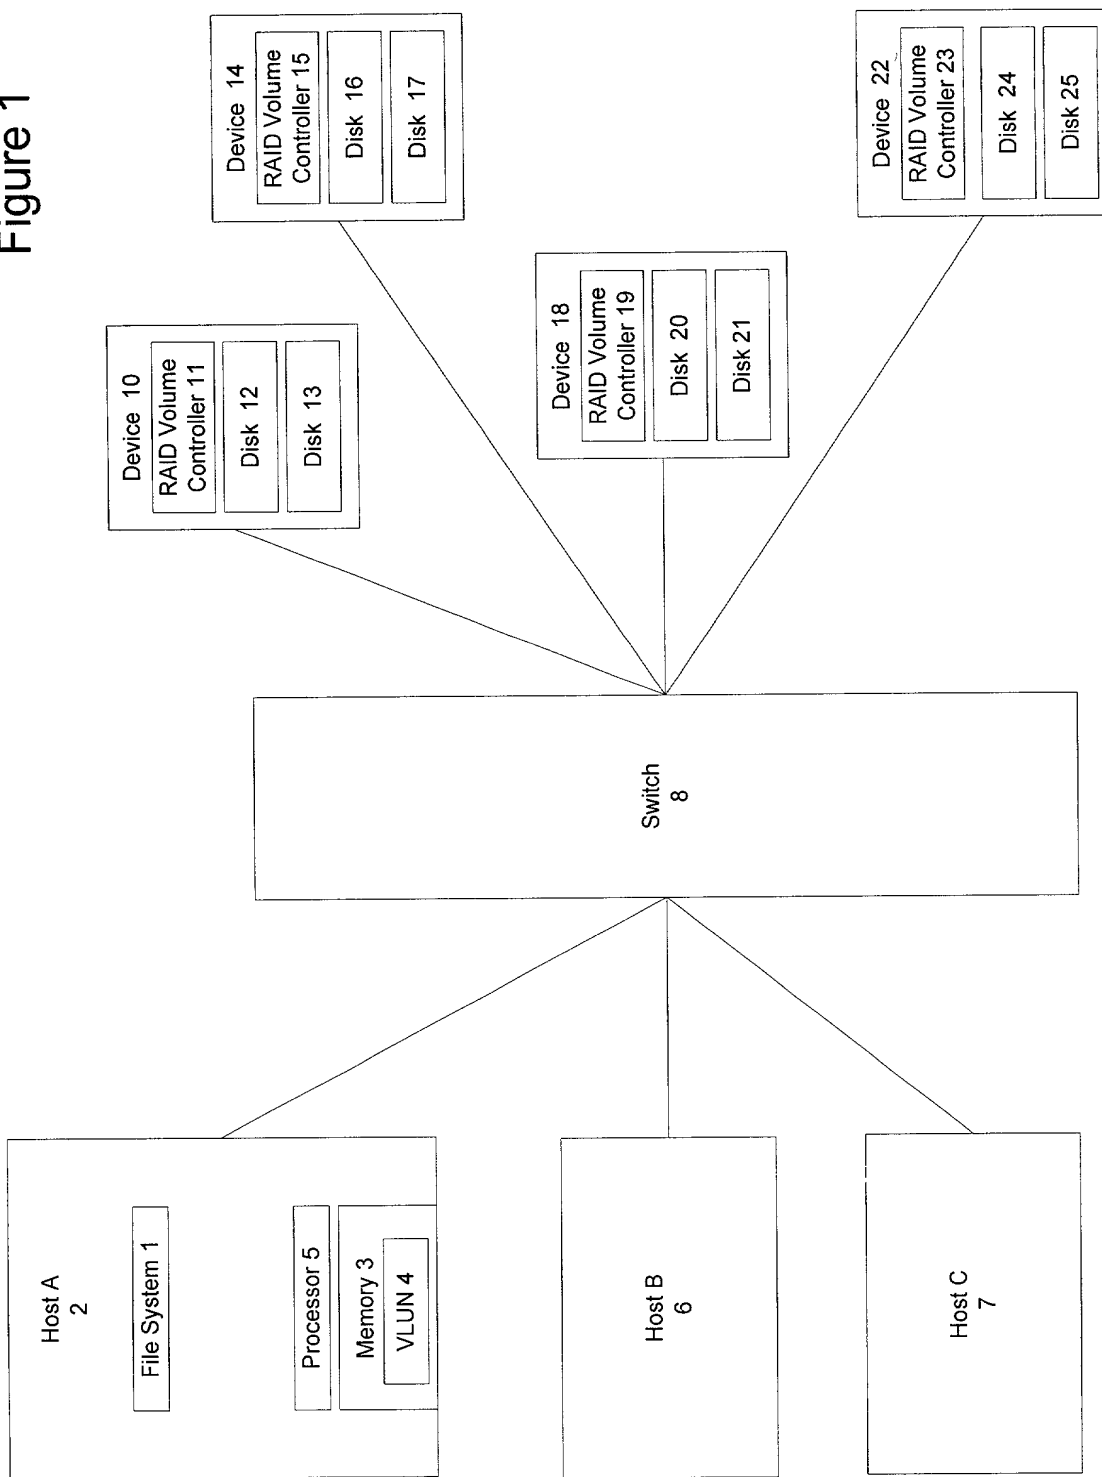 Figure 1
Host A
2
File System 1
Processor 5
Memory 3
VLUN 4
Host B
6
Host C
7
Switch
8
Device 10
RAID Volume
Controller 11
Disk 12
Disk 13
Device 14
RAID Volume
Controller 15
Disk 16
Disk 17
Device 18
RAID Volume
Controller 19
Disk 20
Disk 21
Device 22
RAID Volume
Controller 23
Disk 24
Disk 25